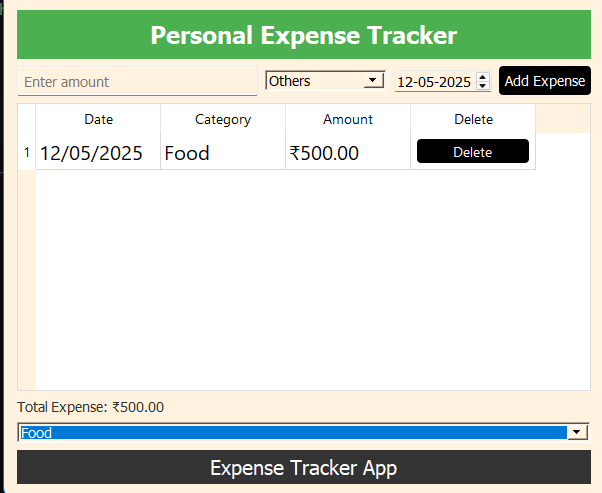 Personal Expense Tracker
Enter amount Others 12-05-2025 Add Expense
Date Category Amount Delete
1 12/05/2025 Food ₹500.00 Delete
Total Expense: ₹500.00
Food
Expense Tracker App